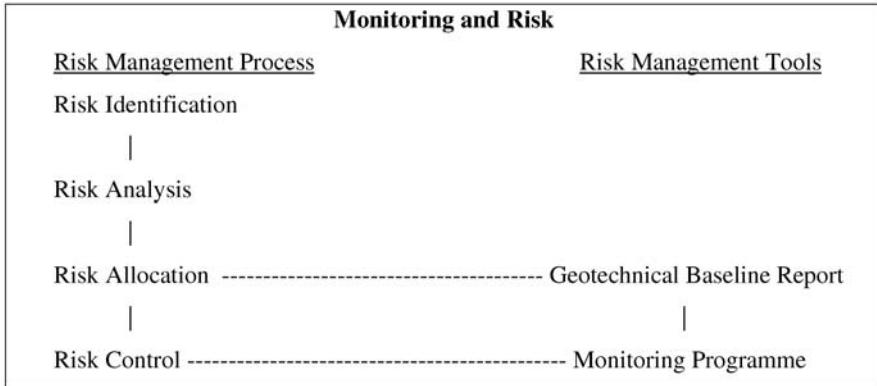 Monitoring and Risk
Risk Management Process Risk Management Tools
Risk Identification
|
Risk Analysis
|
Risk Allocation --------------------------------------- Geotechnical Baseline Report
| |
Risk Control ---------------------------------------------- Monitoring Programme